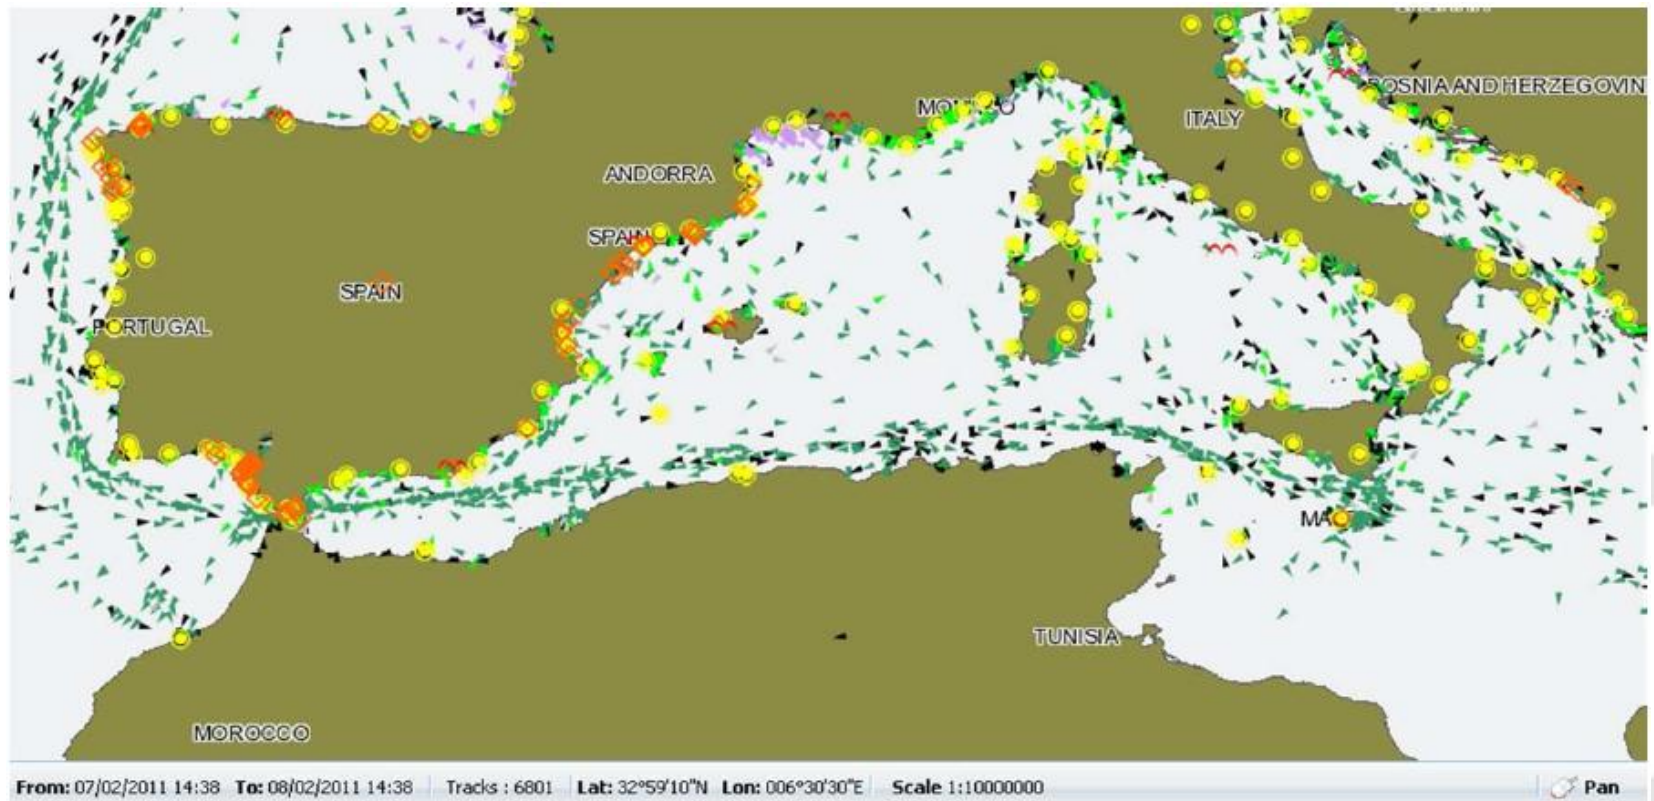 BOSNIA AND HERZEGOVIN
ITALY
ANDORRA
SPAIN
SPAIN
PORTUGAL
TUNISIA
MOROCCO
From: 07/02/2011 14:38 To: 08/02/2011 14:38 Tracks : 6801 Lat: 32°59'10"N Lon: 006°30'30"E Scale 1:10000000 Pan